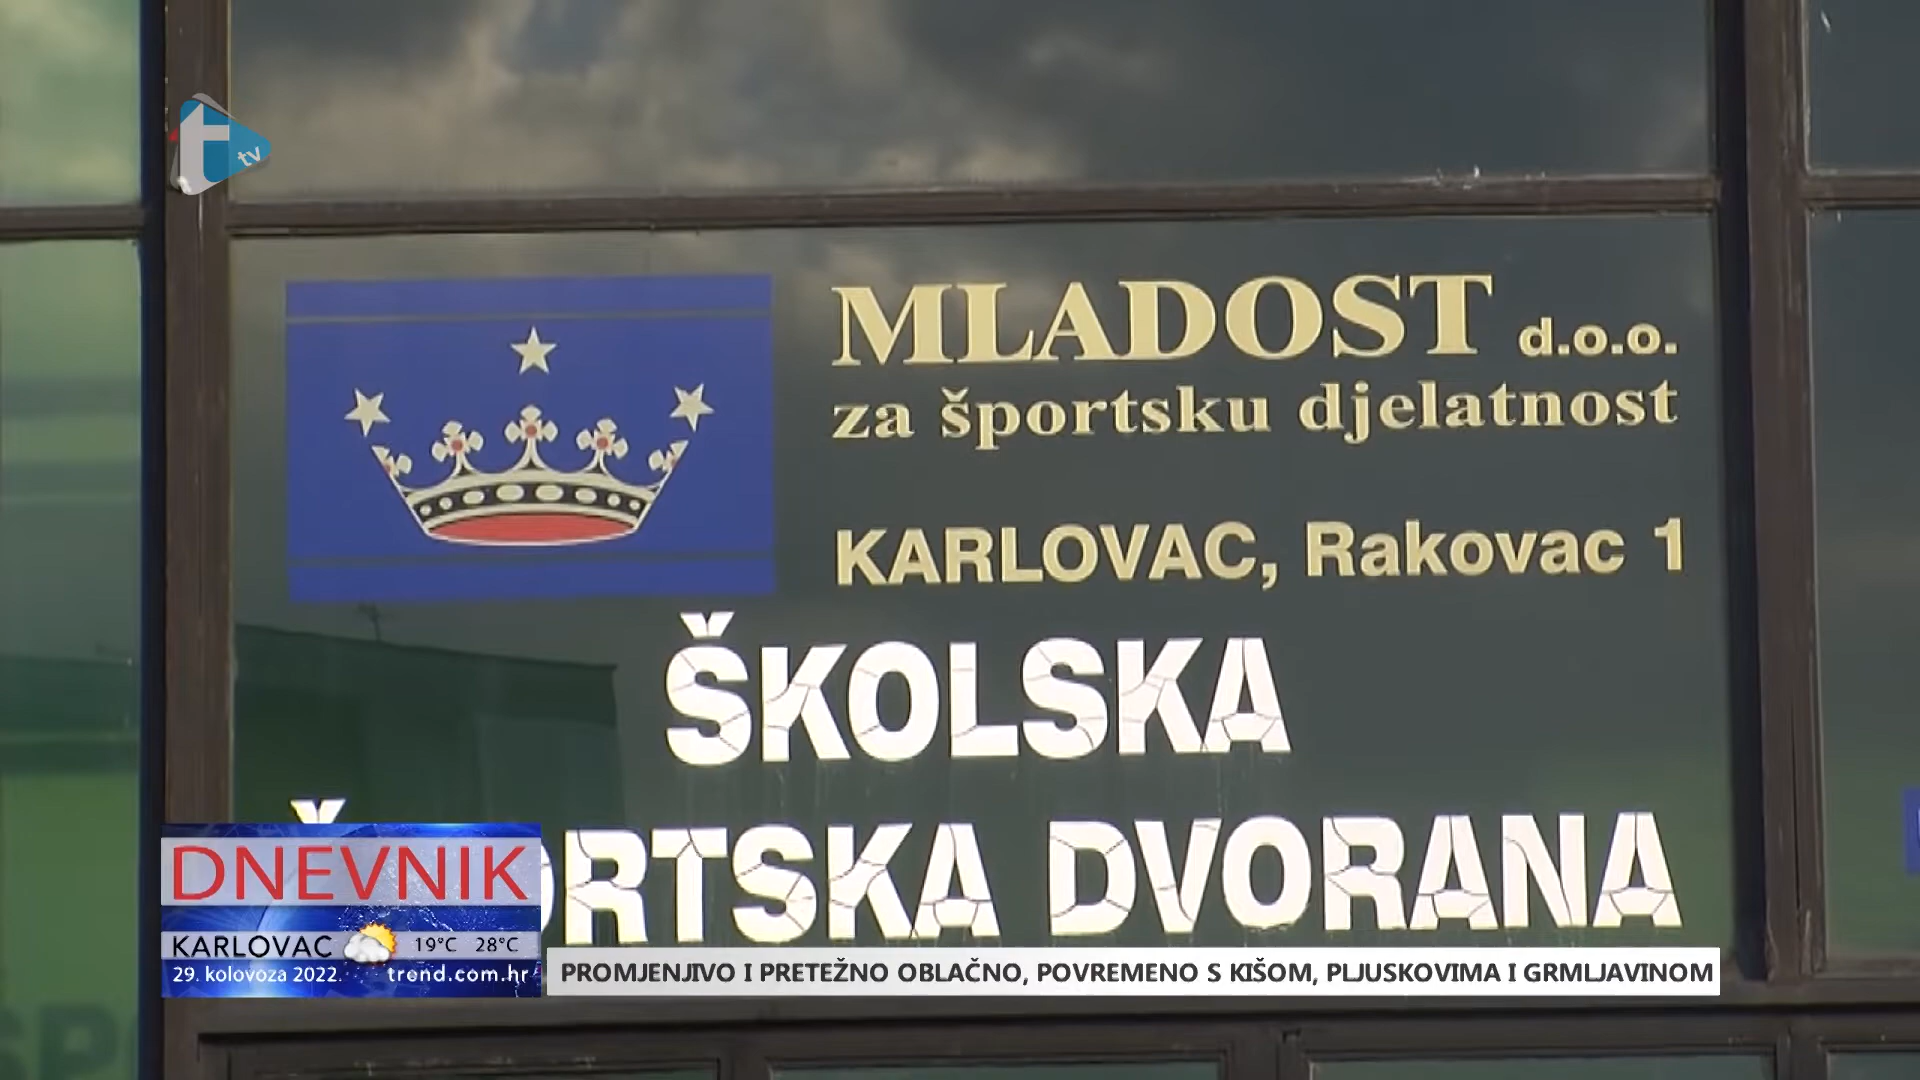 t tv
MLADOST d.o.o.
za športsku djelatnost
KARLOVAC, Rakovac 1
ŠKOLSKA
DVORANA
DNEVNIK
KARLOVAC 19°C 28°C
29. kolovoza 2022. trend.com.hr
PROMJENJIVO I PRETEŽNO OBLAČNO, POVREMENO S KIŠOM, PLJUSKOVIMA I GRMLJAVINOM